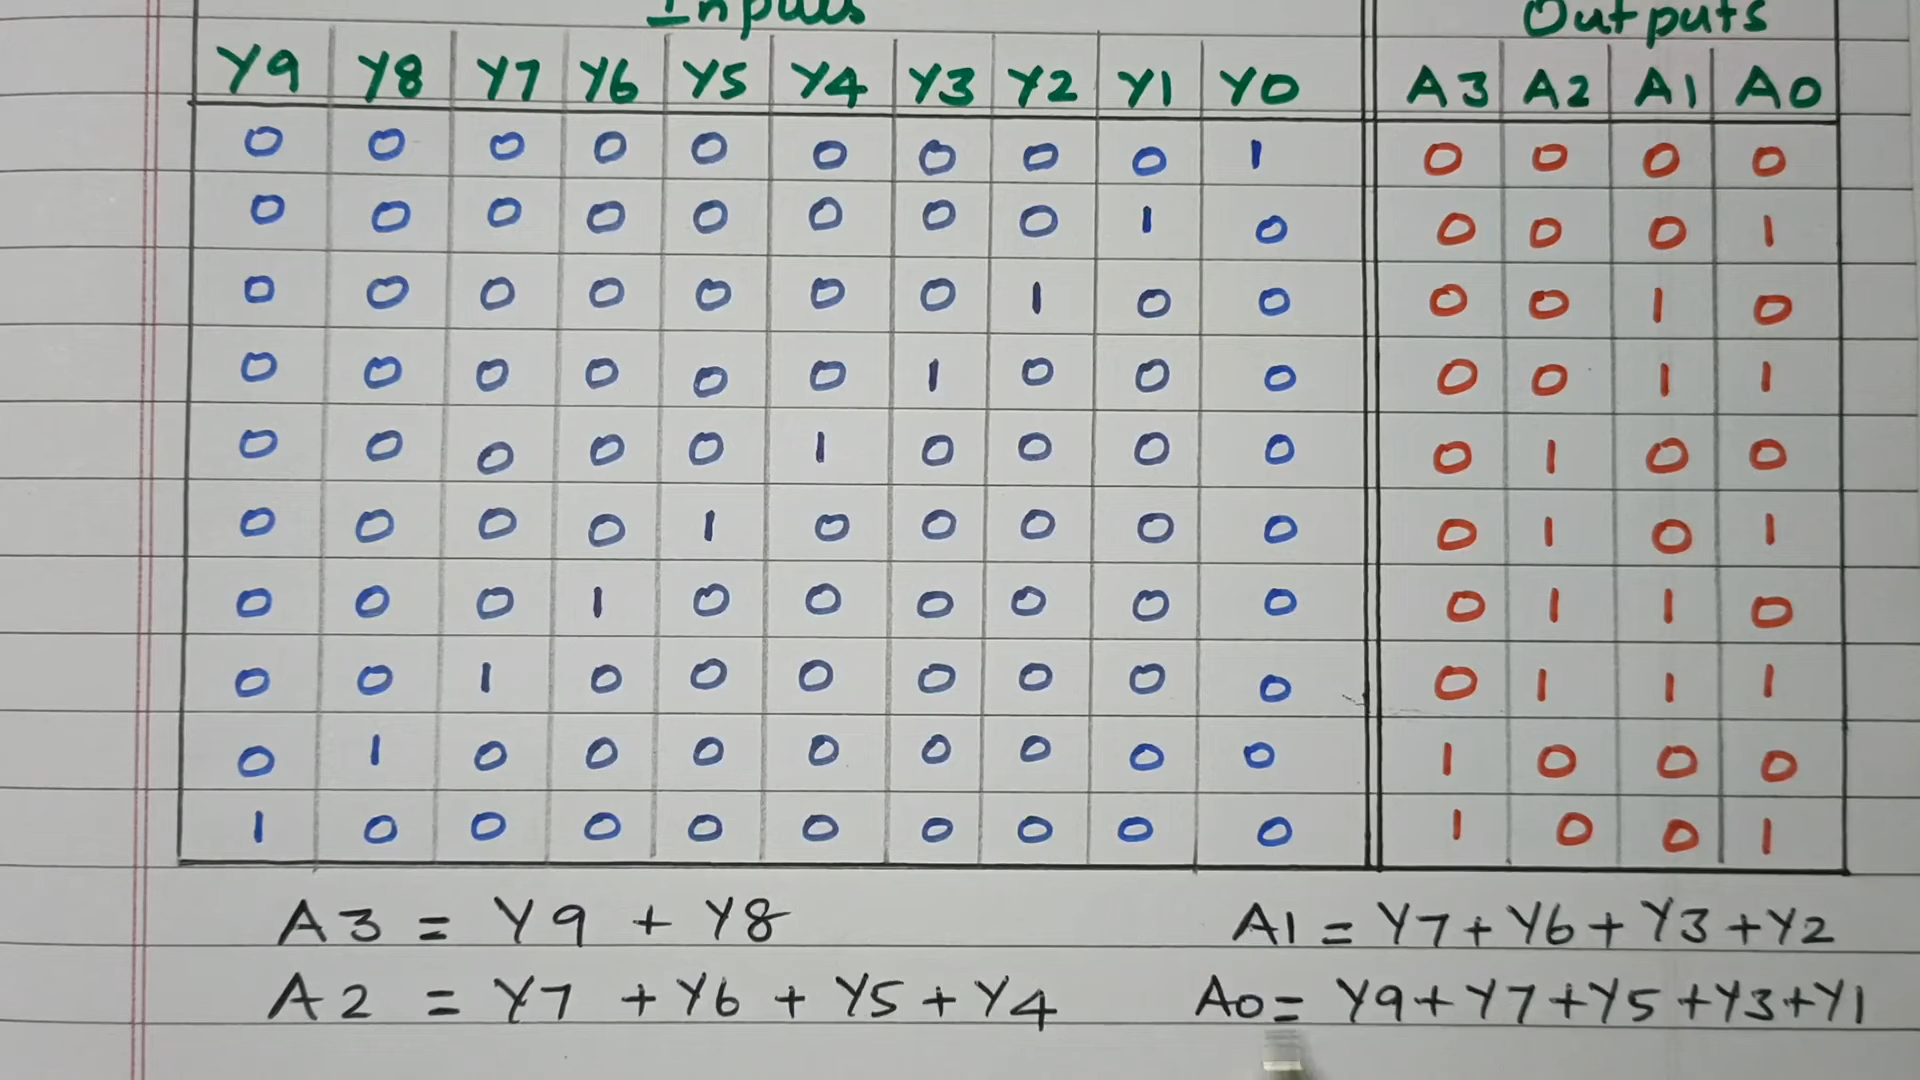 Inputs Outputs
Y9 Y8 Y7 Y6 Y5 Y4 Y3 Y2 Y1 Y0 A3 A2 A1 A0
0 0 0 0 0 0 0 0 0 1 0 0 0 0
0 0 0 0 0 0 0 0 1 0 0 0 0 1
0 0 0 0 0 0 0 1 0 0 0 0 1 0
0 0 0 0 0 0 1 0 0 0 0 0 1 1
0 0 0 0 0 1 0 0 0 0 0 1 0 0
0 0 0 0 1 0 0 0 0 0 0 1 0 1
0 0 0 1 0 0 0 0 0 0 0 1 1 0
0 0 1 0 0 0 0 0 0 0 0 1 1 1
0 1 0 0 0 0 0 0 0 0 1 0 0 0
1 0 0 0 0 0 0 0 0 0 1 0 0 1
A3 = Y9 + Y8 A1 = Y7 + Y6 + Y3 + Y2
A2 = Y7 + Y6 + Y5 + Y4 A0 = Y9 + Y7 + Y5 + Y3 + Y1